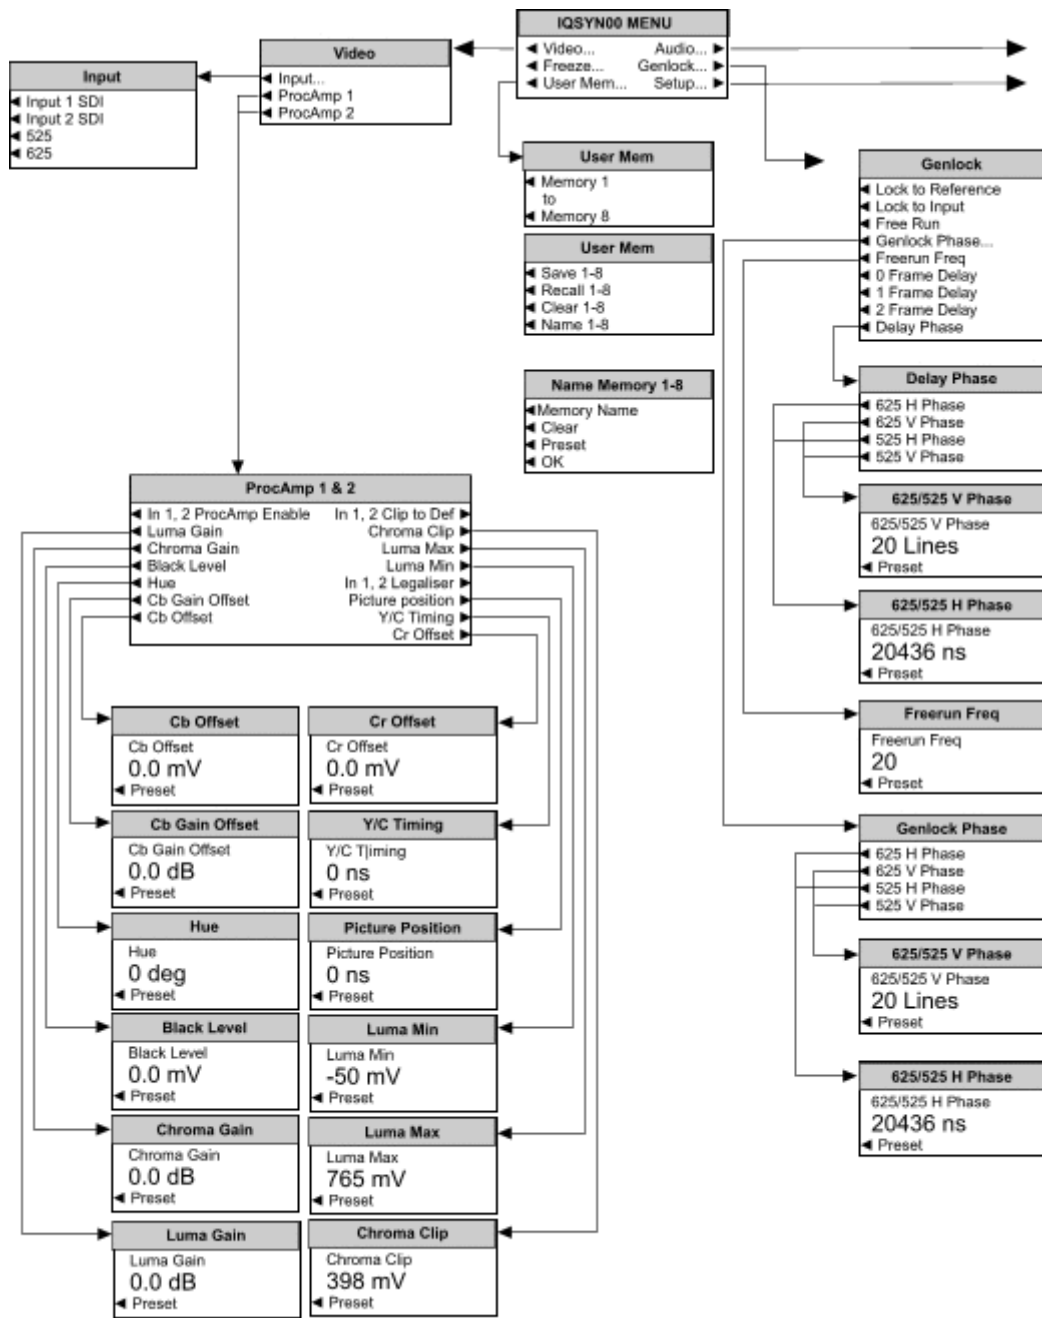 IQSYN00 MENU
Video... Audio...
Freeze... Genlock...
User Mem... Setup...
Video
Input...
ProcAmp 1
ProcAmp 2
Input
Input 1 SDI
Input 2 SDI
525
625
User Mem
Memory 1
to
Memory 8
User Mem
Save 1-8
Recall 1-8
Clear 1-8
Name 1-8
Name Memory 1-8
Memory Name
Clear
Preset
OK
Genlock
Lock to Reference
Lock to Input
Free Run
Genlock Phase...
Freerun Freq
0 Frame Delay
1 Frame Delay
2 Frame Delay
Delay Phase
Delay Phase
625 H Phase
625 V Phase
525 H Phase
525 V Phase
625/525 V Phase
625/525 V Phase
20 Lines
Preset
625/525 H Phase
625/525 H Phase
20436 ns
Preset
Freerun Freq
Freerun Freq
20
Preset
Genlock Phase
625 H Phase
625 V Phase
525 H Phase
525 V Phase
625/525 V Phase
625/525 V Phase
20 Lines
Preset
625/525 H Phase
625/525 H Phase
20436 ns
Preset
ProcAmp 1 & 2
In 1, 2 ProcAmp Enable In 1, 2 Clip to Def
Luma Gain Chroma Clip
Chroma Gain Luma Max
Black Level Luma Min
Hue In 1, 2 Legaliser
Cb Gain Offset Picture position
Cb Offset Y/C Timing
Cr Offset
Cb Offset
Cb Offset
0.0 mV
Preset
Cr Offset
Cr Offset
0.0 mV
Preset
Cb Gain Offset
Cb Gain Offset
0.0 dB
Preset
Y/C Timing
Y/C T|iming
0 ns
Preset
Hue
Hue
0 deg
Preset
Picture Position
Picture Position
0 ns
Preset
Black Level
Black Level
0.0 mV
Preset
Luma Min
Luma Min
-50 mV
Preset
Chroma Gain
Chroma Gain
0.0 dB
Preset
Luma Max
Luma Max
765 mV
Preset
Luma Gain
Luma Gain
0.0 dB
Preset
Chroma Clip
Chroma Clip
398 mV
Preset